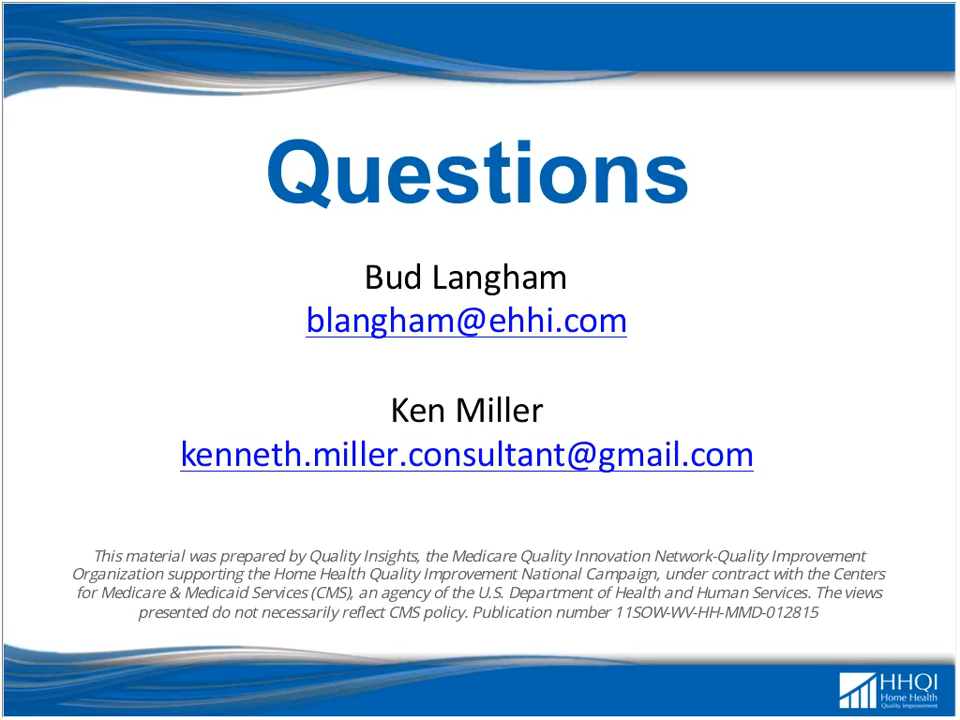 Questions
Bud Langham
blangham@ehhi.com
Ken Miller
kenneth.miller.consultant@gmail.com
This material was prepared by Quality Insights, the Medicare Quality Innovation Network-Quality Improvement
Organization supporting the Home Health Quality Improvement National Campaign, under contract with the Centers
for Medicare & Medicaid Services (CMS), an agency of the U.S. Department of Health and Human Services. The views
presented do not necessarily reflect CMS policy. Publication number 11SOW-WV-HH-MMD-012815
HHQI
Home Health
Quality Improvement